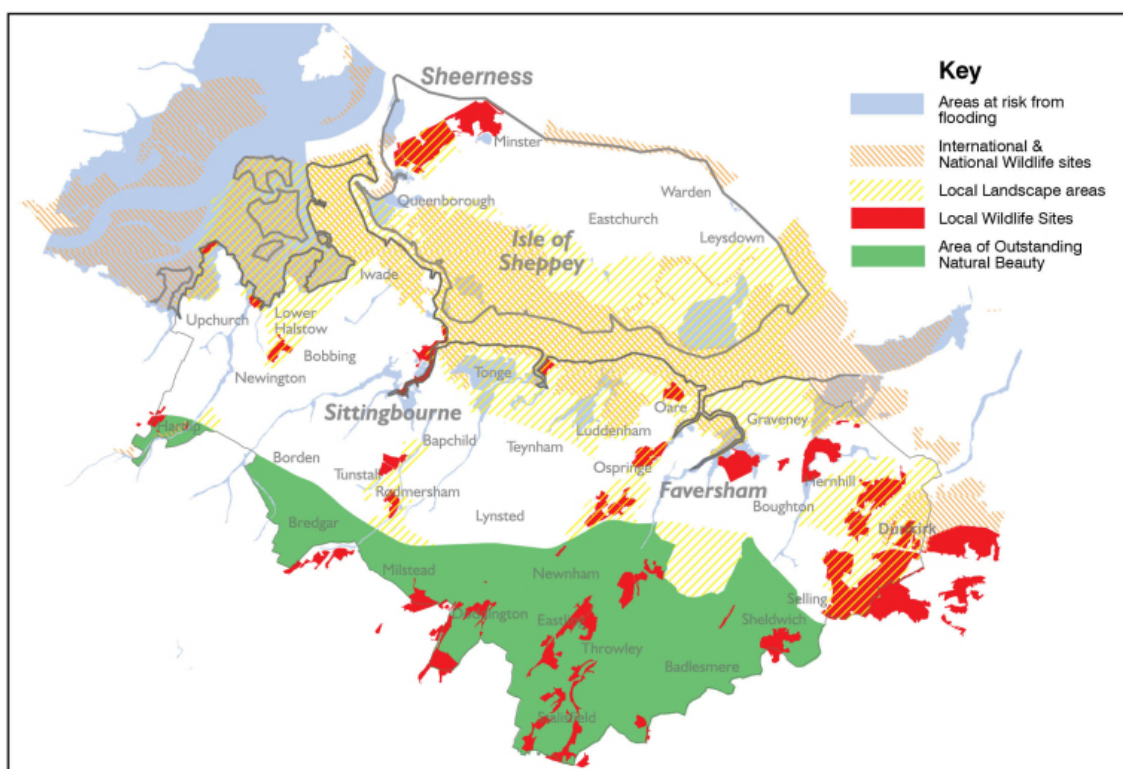 Sheerness
Key
Areas at risk from
flooding
Minster
International &
National Wildlife sites
Warden
Local Landscape areas
Queenborough
Eastchurch
Local Wildlife Sites
Isle of
Sheppey
Leysdown
Area of Outstanding
Natural Beauty
Iwade
Upchurch
Lower
Halstow
Bobbing
Newington
Tonge
Sittingbourne
Oare
Graveney
Hartlip
Bapchild
Luddenham
Teynham
Borden
Tunstall
Ospringe
Rodmersham
Faversham
Hernhill
Boughton
Lynsted
Bredgar
Dunkirk
Milstead
Newnham
Selling
Doddington
Eastling
Sheldwich
Throwley
Badlesmere
Stalisfield